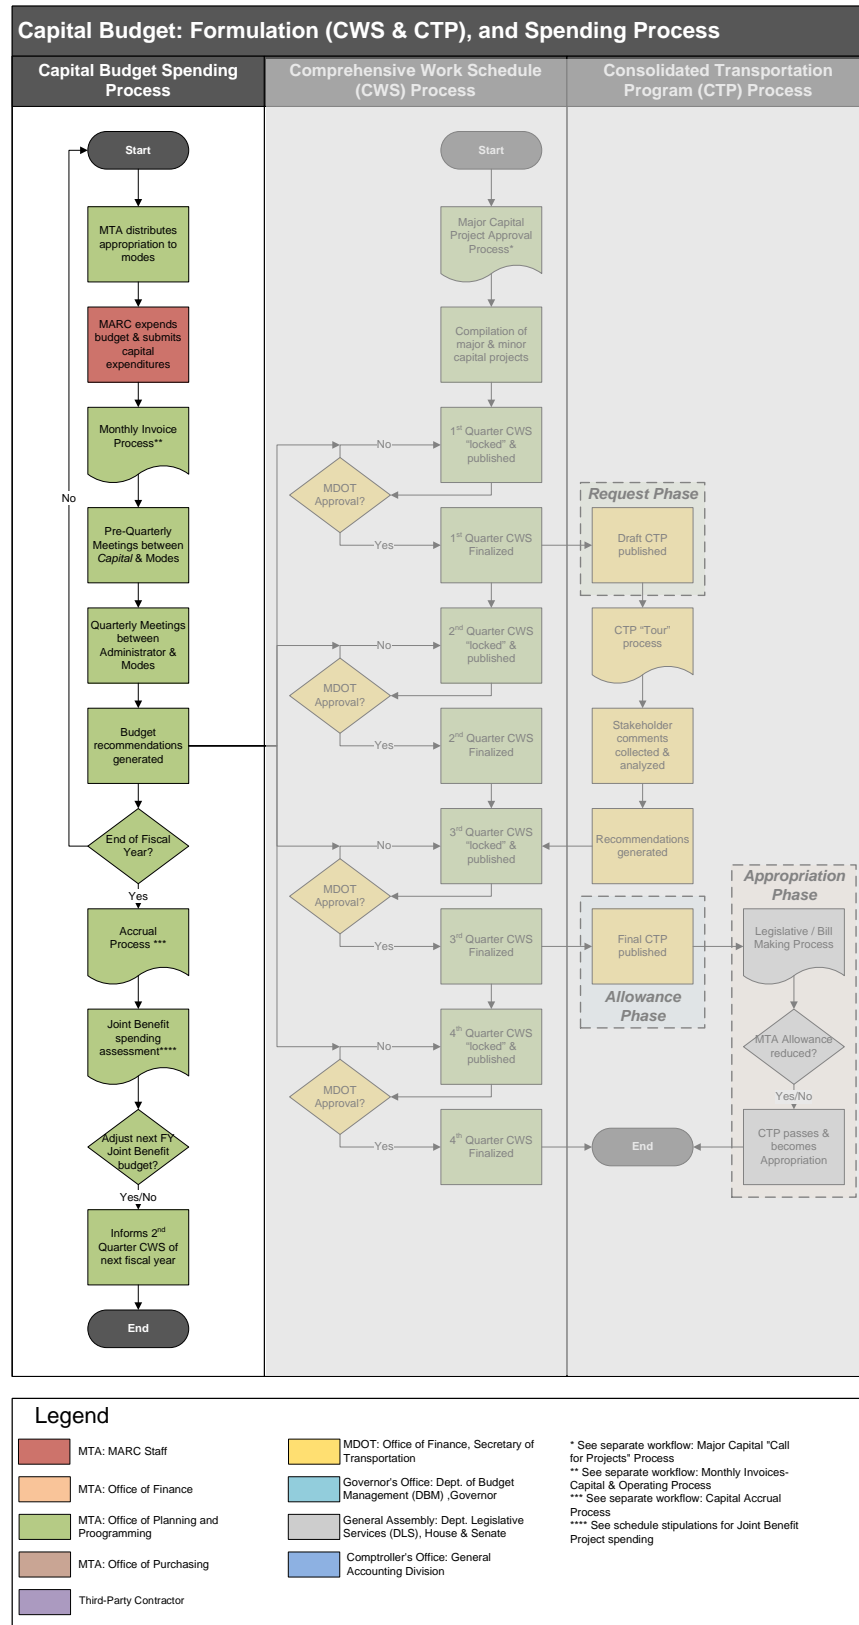 Capital Budget: Formulation (CWS & CTP), and Spending Process
Capital Budget Spending
Process
Comprehensive Work Schedule
(CWS) Process
Consolidated Transportation
Program (CTP) Process
Start
MTA distributes
appropriation to
modes
MARC expends
budget & submits
capital
expenditures
Monthly Invoice
Process**
No
Pre-Quarterly
Meetings between
Capital & Modes
Quarterly Meetings
between
Administrator &
Modes
Budget
recommendations
generated
End of Fiscal
Year?
Yes
Accrual
Process ***
Joint Benefit
spending
assessment****
Adjust next FY
Joint Benefit
budget?
Yes/No
Informs 2nd
Quarter CWS of
next fiscal year
End
Start
Major Capital
Project Approval
Process*
Compilation of
major & minor
capital projects
No
1st Quarter CWS
“locked” &
published
MDOT
Approval?
Yes
1st Quarter CWS
Finalized
No
2nd Quarter CWS
“locked” &
published
MDOT
Approval?
Yes
2nd Quarter CWS
Finalized
No
3rd Quarter CWS
“locked” &
published
MDOT
Approval?
Yes
3rd Quarter CWS
Finalized
No
4th Quarter CWS
“locked” &
published
MDOT
Approval?
Yes
4th Quarter CWS
Finalized
Request Phase
Draft CTP
published
CTP “Tour”
process
Stakeholder
comments
collected &
analyzed
Recommendations
generated
Final CTP
published
Allowance
Phase
End
Appropriation
Phase
Legislative / Bill
Making Process
MTA Allowance
reduced?
Yes/No
CTP passes &
becomes
Appropriation
Legend
MTA: MARC Staff
MTA: Office of Finance
MTA: Office of Planning and
Proogramming
MTA: Office of Purchasing
Third-Party Contractor
MDOT: Office of Finance, Secretary of
Transportation
Governor's Office: Dept. of Budget
Management (DBM) ,Governor
General Assembly: Dept. Legislative
Services (DLS), House & Senate
Comptroller's Office: General
Accounting Division
* See separate workflow: Major Capital "Call
for Projects" Process
** See separate workflow: Monthly Invoices-
Capital & Operating Process
*** See separate workflow: Capital Accrual
Process
**** See schedule stipulations for Joint Benefit
Project spending